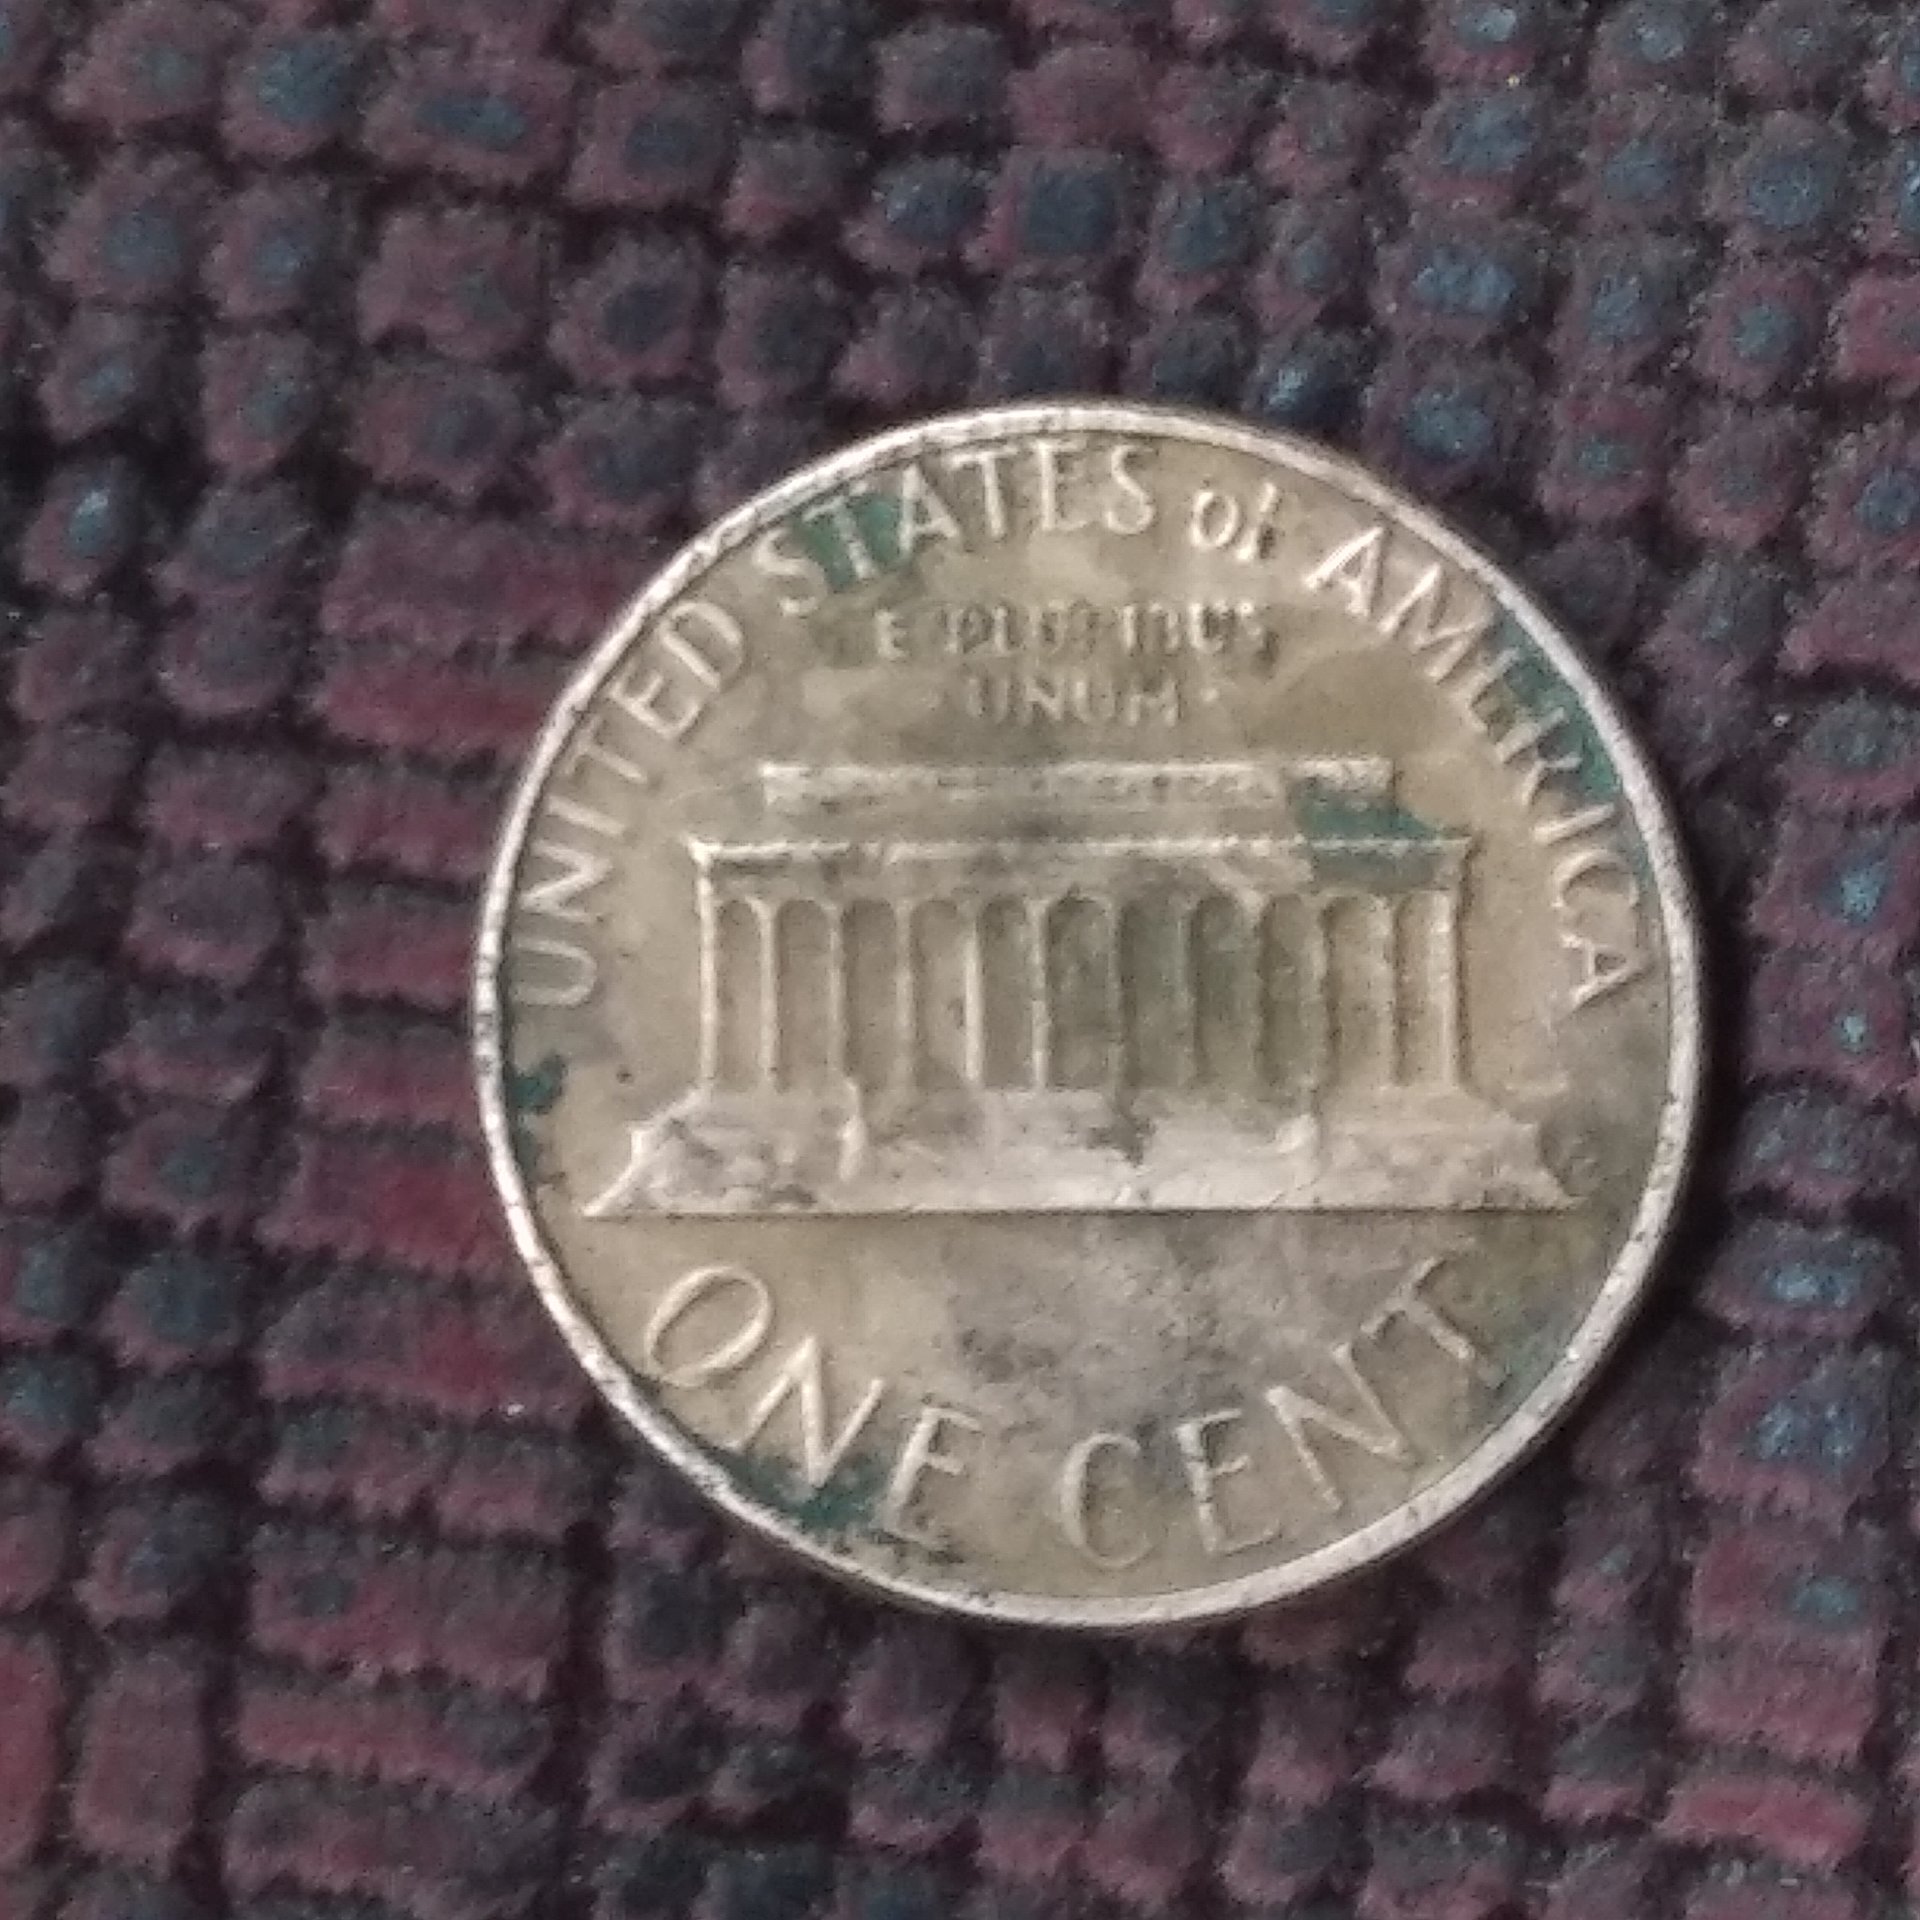 UNITED STATES of AMERICA
E PLURIBUS
UNUM
ONE CENT